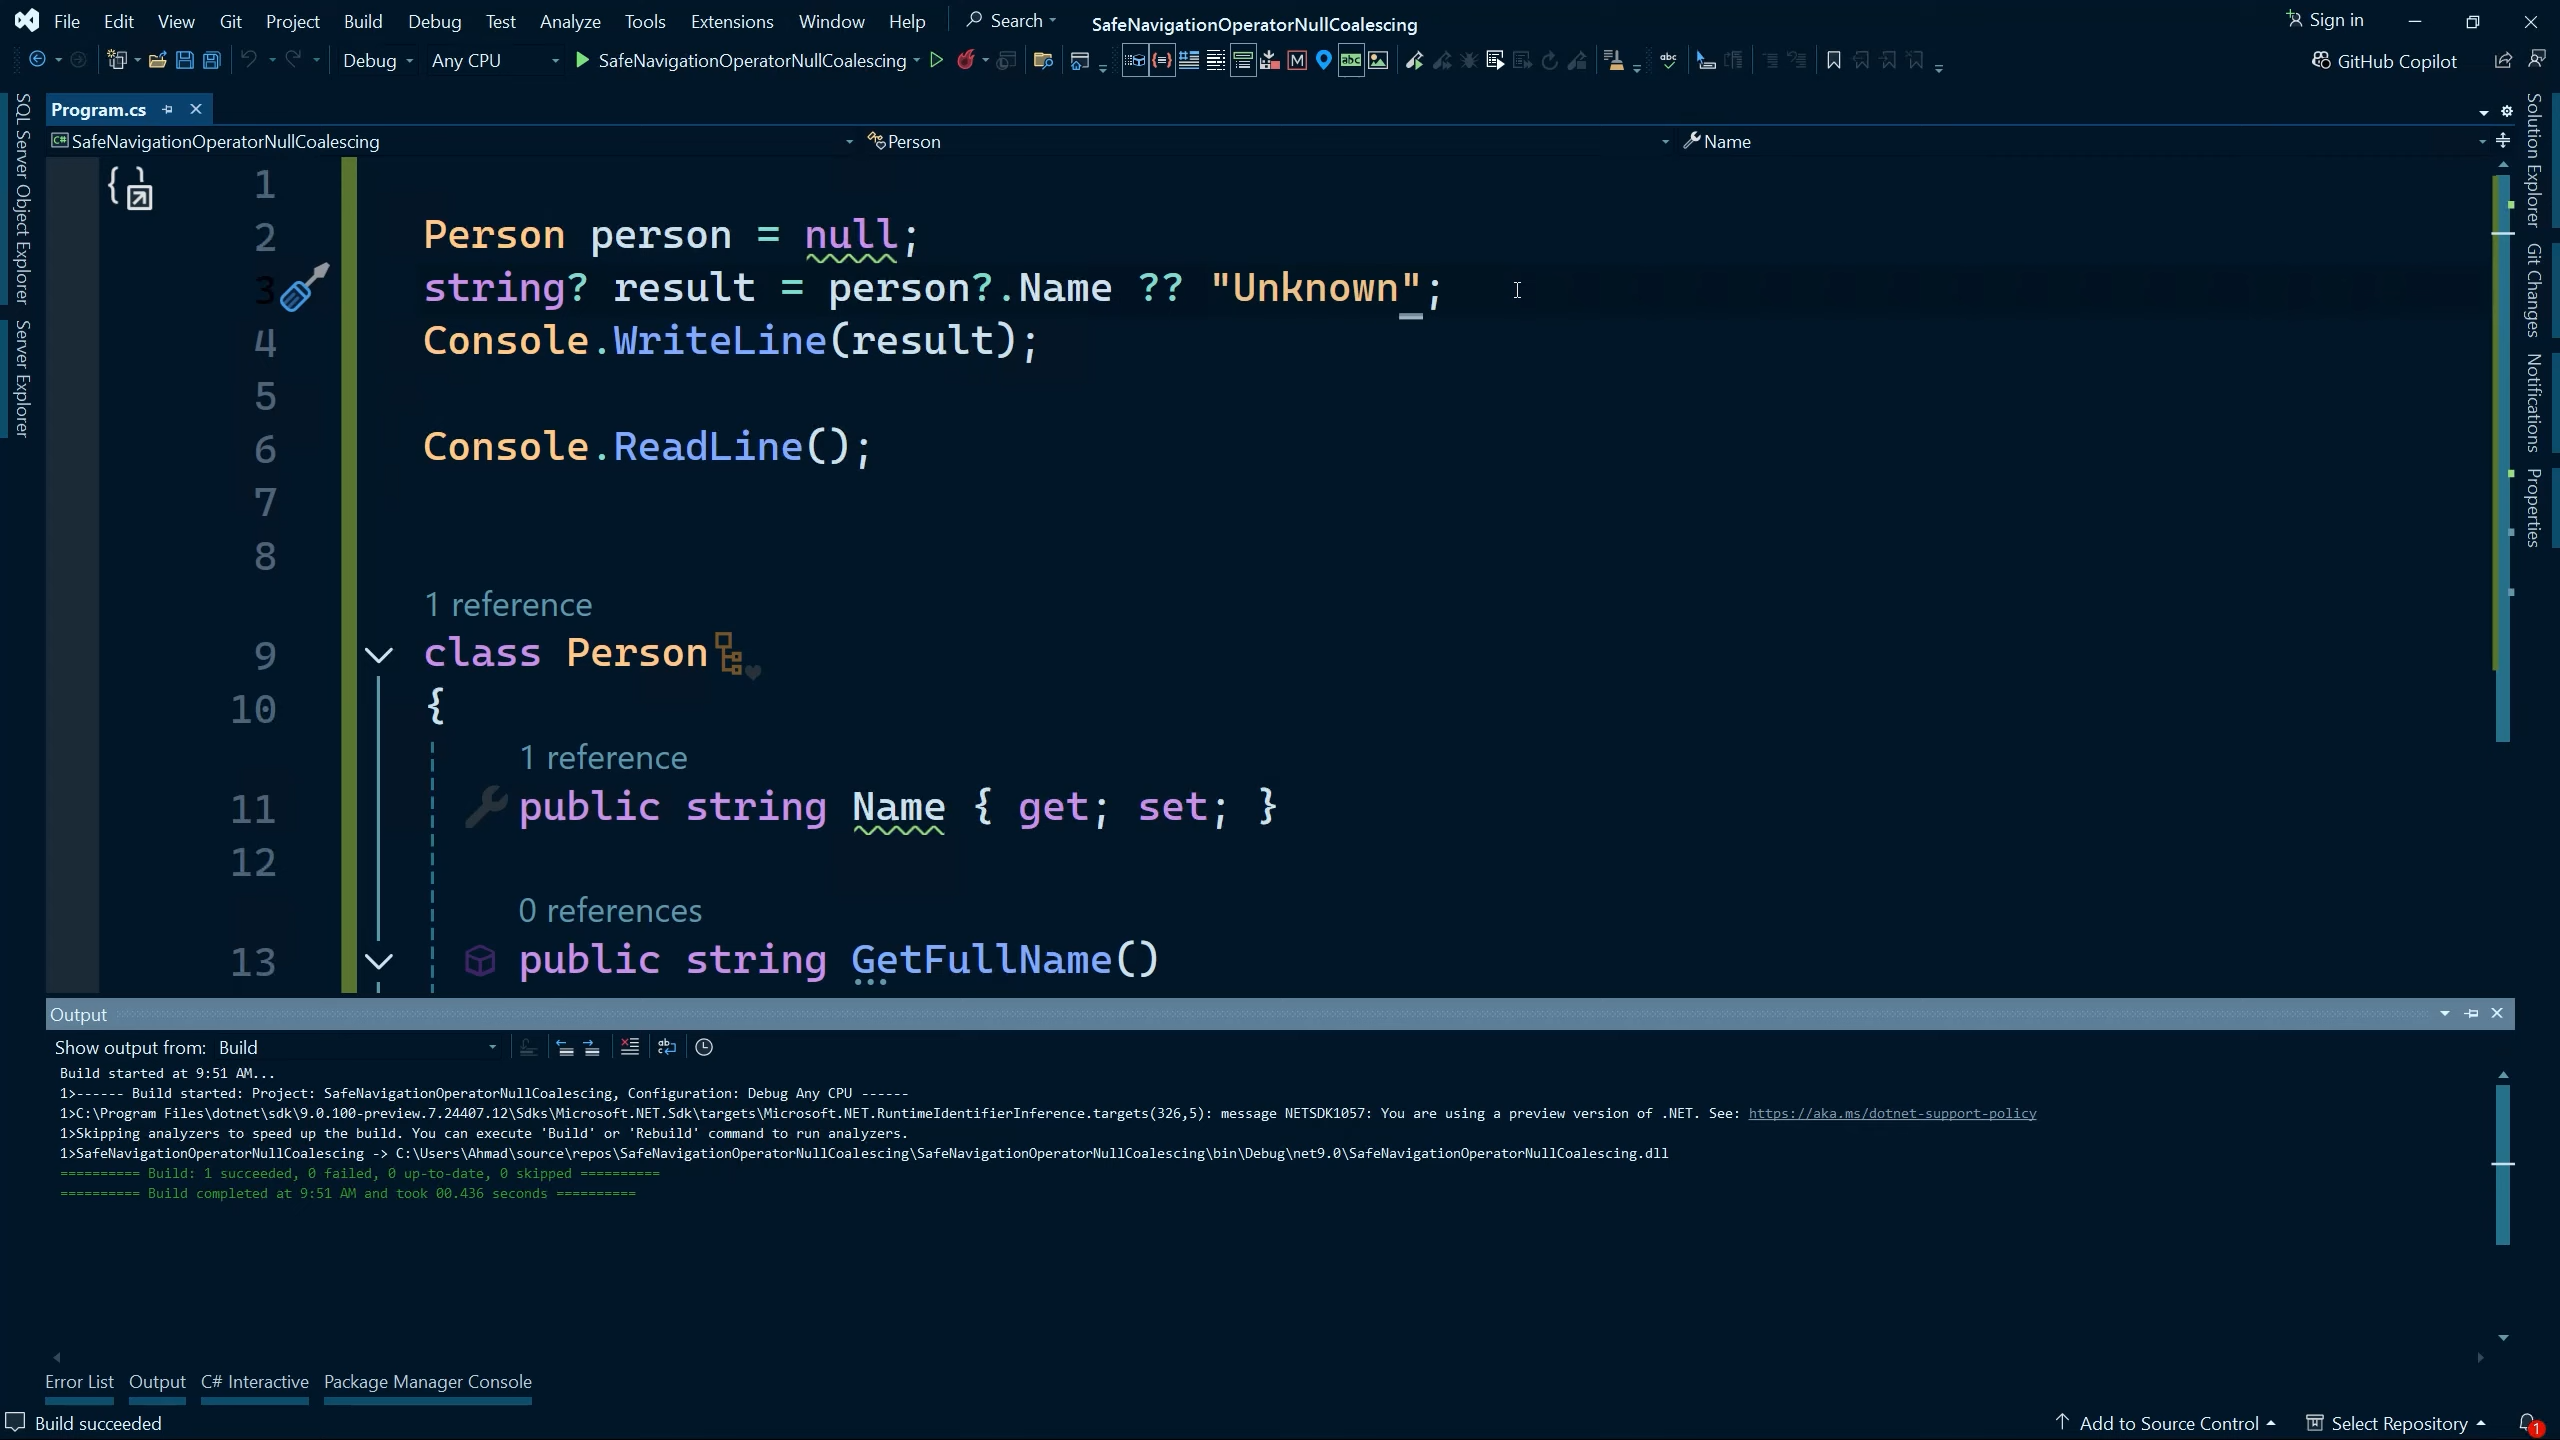 File Edit View Git Project Build Debug Test Analyze Tools Extensions Window Help Search SafeNavigationOperatorNullCoalescing Sign in
Debug Any CPU SafeNavigationOperatorNullCoalescing GitHub Copilot
Program.cs
SafeNavigationOperatorNullCoalescing Person Name
SQL Server Object Explorer
Server Explorer
1
2 Person person = null;
3 string? result = person?.Name ?? "Unknown";
4 Console.WriteLine(result);
5
6 Console.ReadLine();
7
8
1 reference
9 class Person
10 {
1 reference
11 public string Name { get; set; }
12
0 references
13 public string GetFullName()
Solution Explorer
Git Changes
Notifications
Properties
Output
Show output from: Build
Build started at 9:51 AM...
1>------ Build started: Project: SafeNavigationOperatorNullCoalescing, Configuration: Debug Any CPU ------
1>C:\Program Files\dotnet\sdk\9.0.100-preview.7.24407.12\Sdks\Microsoft.NET.Sdk\targets\Microsoft.NET.RuntimeIdentifierInference.targets(326,5): message NETSDK1057: You are using a preview version of .NET. See: https://aka.ms/dotnet-support-policy
1>Skipping analyzers to speed up the build. You can execute 'Build' or 'Rebuild' command to run analyzers.
1>SafeNavigationOperatorNullCoalescing -> C:\Users\Ahmad\source\repos\SafeNavigationOperatorNullCoalescing\bin\Debug\net9.0\SafeNavigationOperatorNullCoalescing.dll
========== Build: 1 succeeded, 0 failed, 0 up-to-date, 0 skipped ==========
========== Build completed at 9:51 AM and took 00.436 seconds ==========
Error List Output C# Interactive Package Manager Console
Build succeeded Add to Source Control Select Repository 1